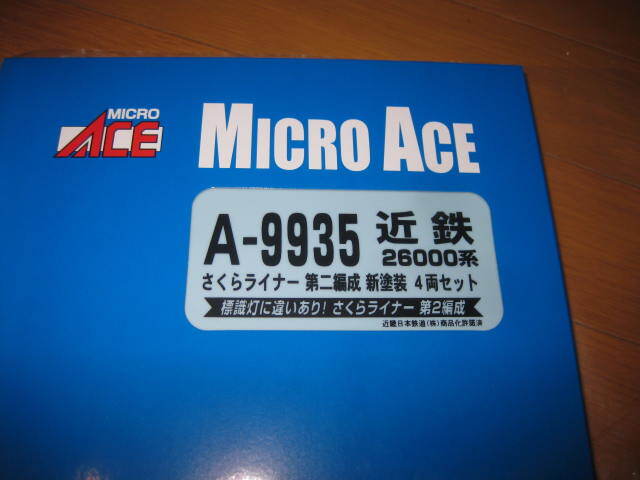 MICRO
ACE
MICRO ACE
A-9935 近鉄
26000系
さくらライナー 第二編成 新塗装 4両セット
標識灯に違いあり! さくらライナー 第2編成
近畿日本鉄道(株)商品化許諾済